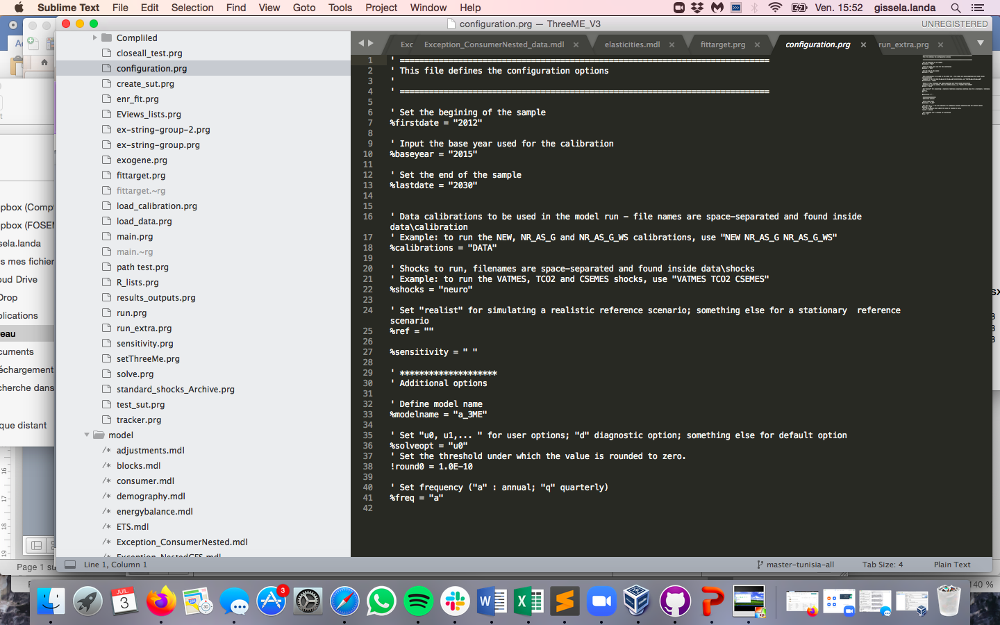 Sublime Text File Edit Selection Find View Goto Tools Project Window Help Ven. 15:52 gissela.landa
configuration.prg — ThreeME_V3 UNREGISTERED
Exc Exception_ConsumerNested_data.mdl × elasticities.mdl × fittarget.prg × configuration.prg × run_extra.prg ×
Compliled
closeall_test.prg
configuration.prg
create_sut.prg
enr_fit.prg
EViews_lists.prg
ex-string-group-2.prg
ex-string-group.prg
exogene.prg
fittarget.prg
fittarget.~rg
load_calibration.prg
load_data.prg
main.prg
main.~rg
path test.prg
R_lists.prg
results_outputs.prg
run.prg
run_extra.prg
sensitivity.prg
setThreeMe.prg
solve.prg
standard_shocks_Archive.prg
test_sut.prg
tracker.prg
model
/* adjustments.mdl
/* blocks.mdl
/* consumer.mdl
/* demography.mdl
/* energybalance.mdl
/* ETS.mdl
/* Exception_ConsumerNested.mdl
Exception_NestedCES.mdl
1 ' ===========================================================================
2 ' This file defines the configuration options
3 '
4 ' ===========================================================================
5
6 ' Set the begining of the sample
7 %firstdate = "2012"
8
9 ' Input the base year used for the calibration
10 %baseyear = "2015"
11
12 ' Set the end of the sample
13 %lastdate = "2030"
14
15
16 ' Data calibrations to be used in the model run - file names are space-separated and found inside
data\calibration
17 ' Example: to run the NEW, NR_AS_G and NR_AS_G_WS calibrations, use "NEW NR_AS_G NR_AS_G_WS"
18 %calibrations = "DATA"
19
20 ' Shocks to run, filenames are space-separated and found inside data\shocks
21 ' Example: to run the VATMES, TCO2 and CSEMES shocks, use "VATMES TCO2 CSEMES"
22 %shocks = "neuro"
23
24 ' Set "realist" for simulating a realistic reference scenario; something else for a stationary  reference
scenario
25 %ref = ""
26
27 %sensitivity = " "
28
29 ' ********************
30 ' Additional options
31
32 ' Define model name
33 %modelname = "a_3ME"
34
35 ' Set "u0, u1,... " for user options; "d" diagnostic option; something else for default option
36 %solveopt = "u0"
37 ' Set the threshold under which the value is rounded to zero.
38 !round0 = 1.0E-10
39
40 ' Set frequency ("a" : annual; "q" quarterly)
41 %freq = "a"
42
Line 1, Column 1 master-tunisia-all Tab Size: 4 Plain Text
pbox (Comp
pbox (FOSEM
sela.landa
s mes fichier
oud Drive
Drop
plications
reau
cuments
échargement
cherche dans
que distant
16
17
18
19
Page 1 su
140 %
JUIL.
3
3